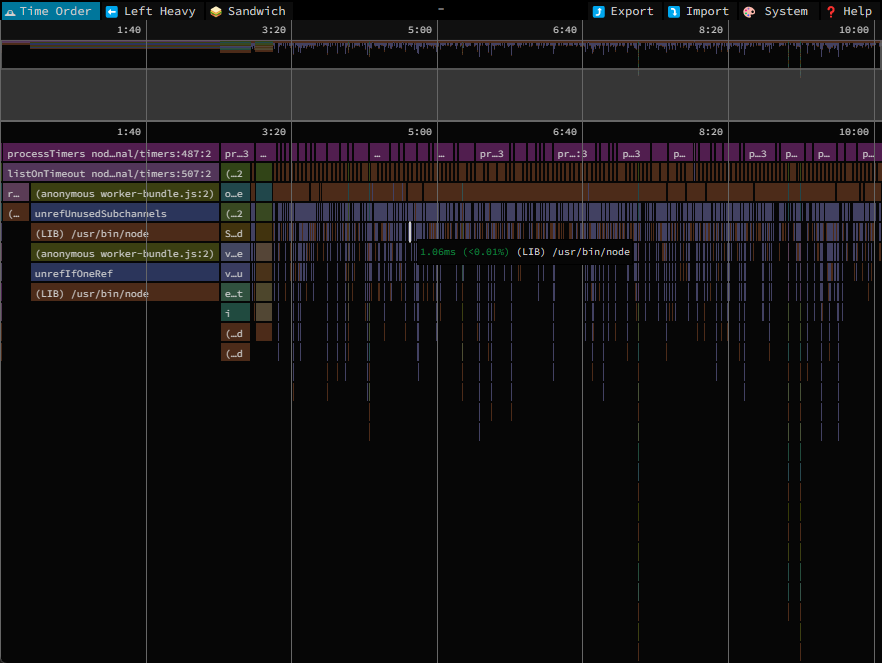 Time Order Left Heavy Sandwich - Export Import System Help
1:40 3:20 5:00 6:40 8:20 10:00
1:40 3:20 5:00 6:40 8:20 10:00
processTimers nod…nal/timers:487:2 pr…3 … … … pr…3 pr…:3 p…3 p… p…3 p… p… p…
listOnTimeout nod…nal/timers:507:2 (…2
r… (anonymous worker-bundle.js:2) o…e
(… unrefUnusedSubchannels (…2
(LIB) /usr/bin/node S…d
(anonymous worker-bundle.js:2) v…e 1.06ms (<0.01%) (LIB) /usr/bin/node
unrefIfOneRef v…u
(LIB) /usr/bin/node e…t
i
(…d
(…d